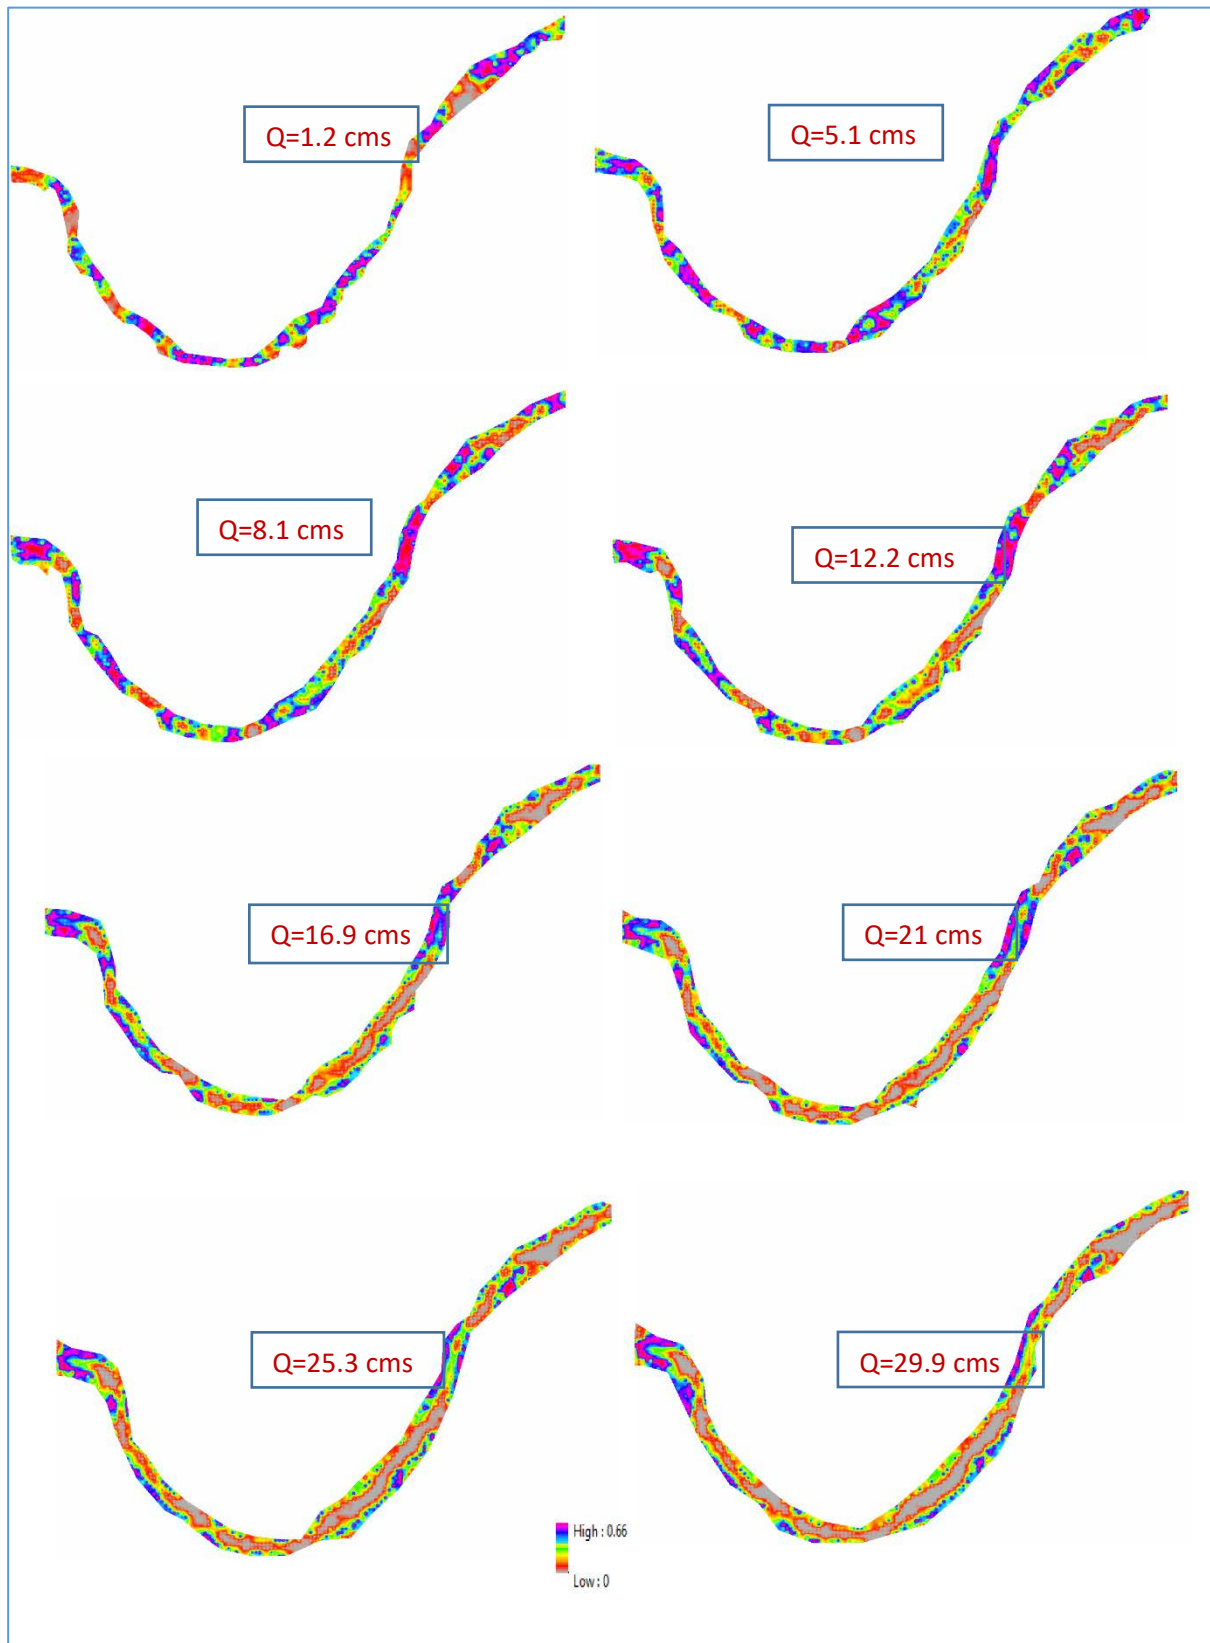 Q=1.2 cms
Q=5.1 cms
Q=8.1 cms
Q=12.2 cms
Q=16.9 cms
Q=21 cms
Q=25.3 cms
Q=29.9 cms
High : 0.66
Low : 0